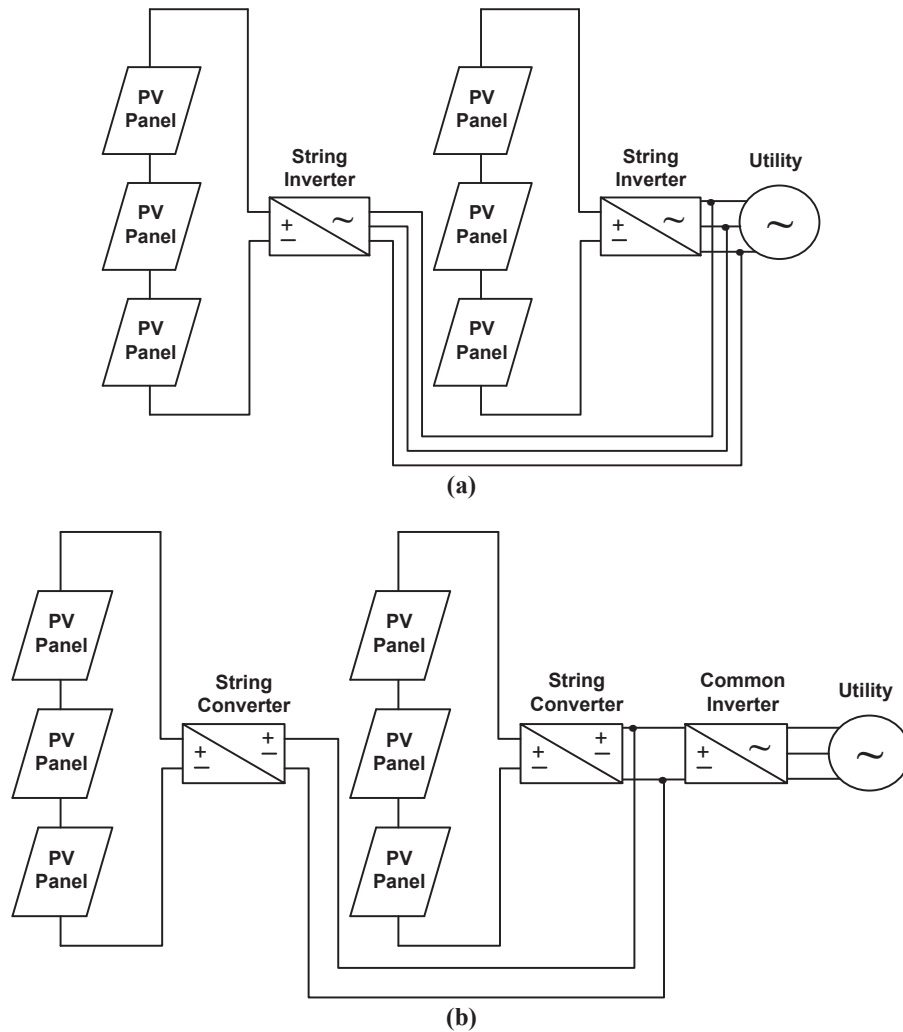 PV
Panel
PV
Panel
PV
Panel
String
Inverter
+
−
~
PV
Panel
PV
Panel
PV
Panel
String
Inverter
+
−
~
Utility
~
(a)
PV
Panel
PV
Panel
PV
Panel
String
Converter
+
−
+
−
PV
Panel
PV
Panel
PV
Panel
String
Converter
+
−
+
−
Common
Inverter
+
−
~
Utility
~
(b)